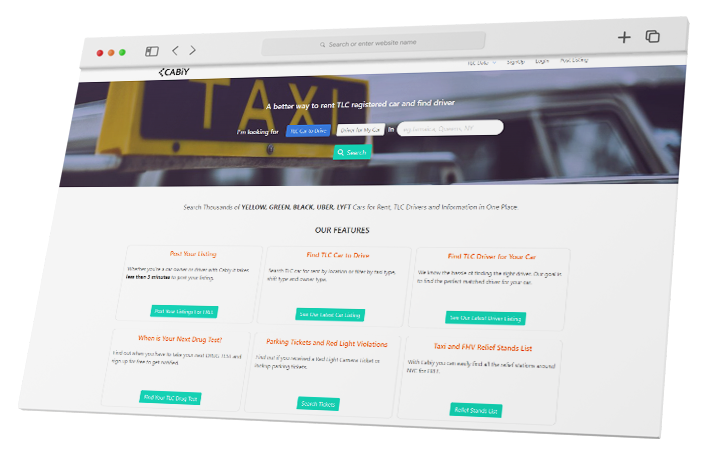 Search or enter website name
CABiY
TLC Data SignUp Login Post Listing
TAXI
A better way to rent TLC registered car and find driver
I'm looking for TLC Car to Drive Driver for My Car in
Search
Search Thousands of YELLOW, GREEN, BLACK, UBER, LYFT Cars for Rent, TLC Drivers and Information in One Place.
OUR FEATURES
Post Your Listing
Whether you're a car owner or driver with Cabiy it takes
less than 3 minutes to post your listing.
Post Your Listings For FREE
Find TLC Car to Drive
Search TLC car for rent by location or filter by taxi type,
shift type and owner type.
See Our Latest Car Listing
Find TLC Driver for Your Car
We know the hassle of finding the right driver. Our goal is
to find the perfect matched driver for your car.
See Our Latest Driver Listing
When is Your Next Drug Test?
Find out when you have to take your next DRUG TEST and
sign up for free to get notified.
Find Your TLC Drug Test
Parking Tickets and Red Light Violations
Find out if you received a Red Light Camera Ticket or
lookup parking tickets.
Search Tickets
Taxi and FHV Relief Stands List
With Cabiy you can easily find all the relief stations around
NYC for FREE.
Relief Stands List